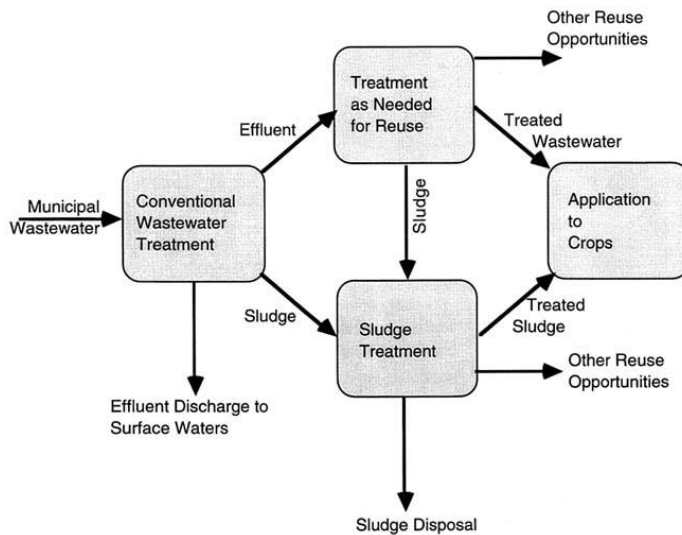 Other Reuse
Opportunities
Treatment
as Needed
for Reuse
Effluent
Treated
Wastewater
Municipal
Wastewater
Conventional
Wastewater
Treatment
Sludge
Application
to
Crops
Sludge
Sludge
Treatment
Treated
Sludge
Other Reuse
Opportunities
Effluent Discharge to
Surface Waters
Sludge Disposal